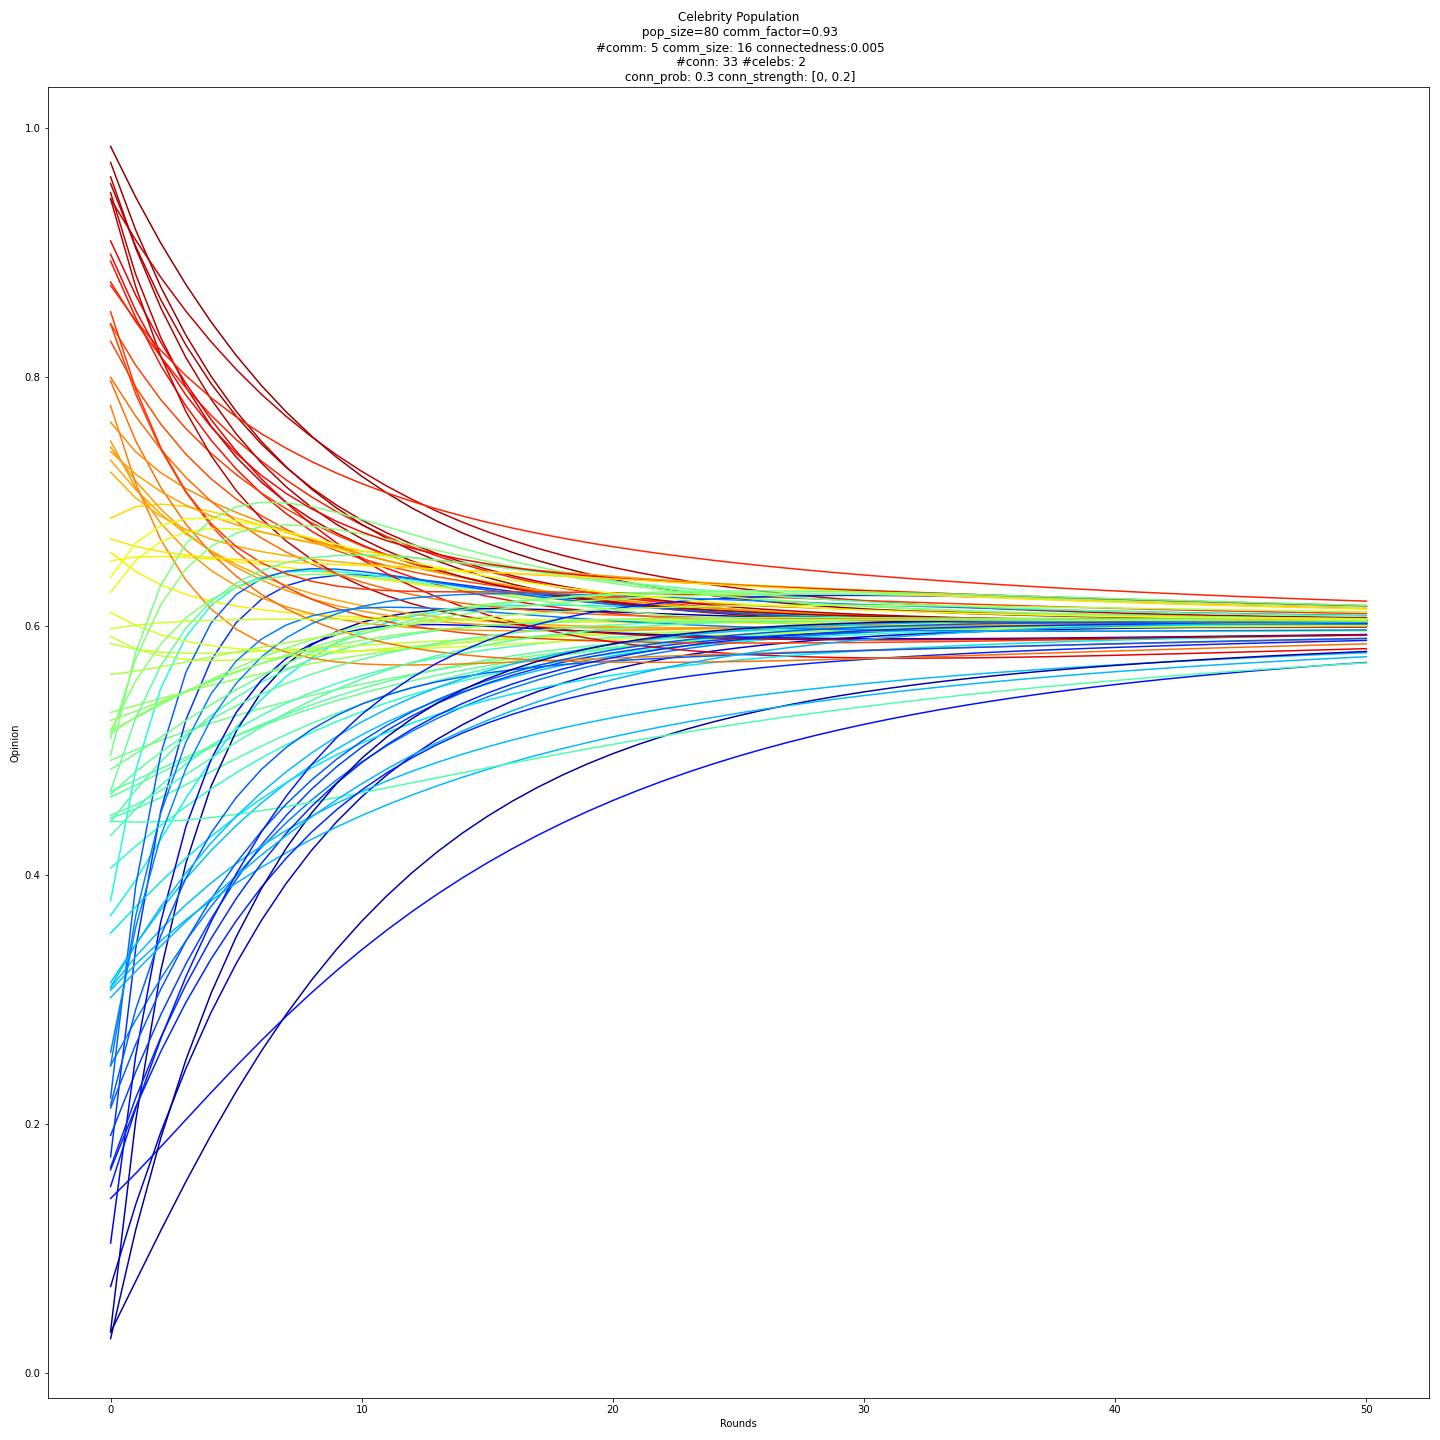 Celebrity Population
pop_size=80 comm_factor=0.93
#comm: 5 comm_size: 16 connectedness:0.005
#conn: 33 #celebs: 2
conn_prob: 0.3 conn_strength: [0, 0.2]
1.0
0.8
0.6
0.4
0.2
0.0
Opinion
0 10 20 30 40 50
Rounds